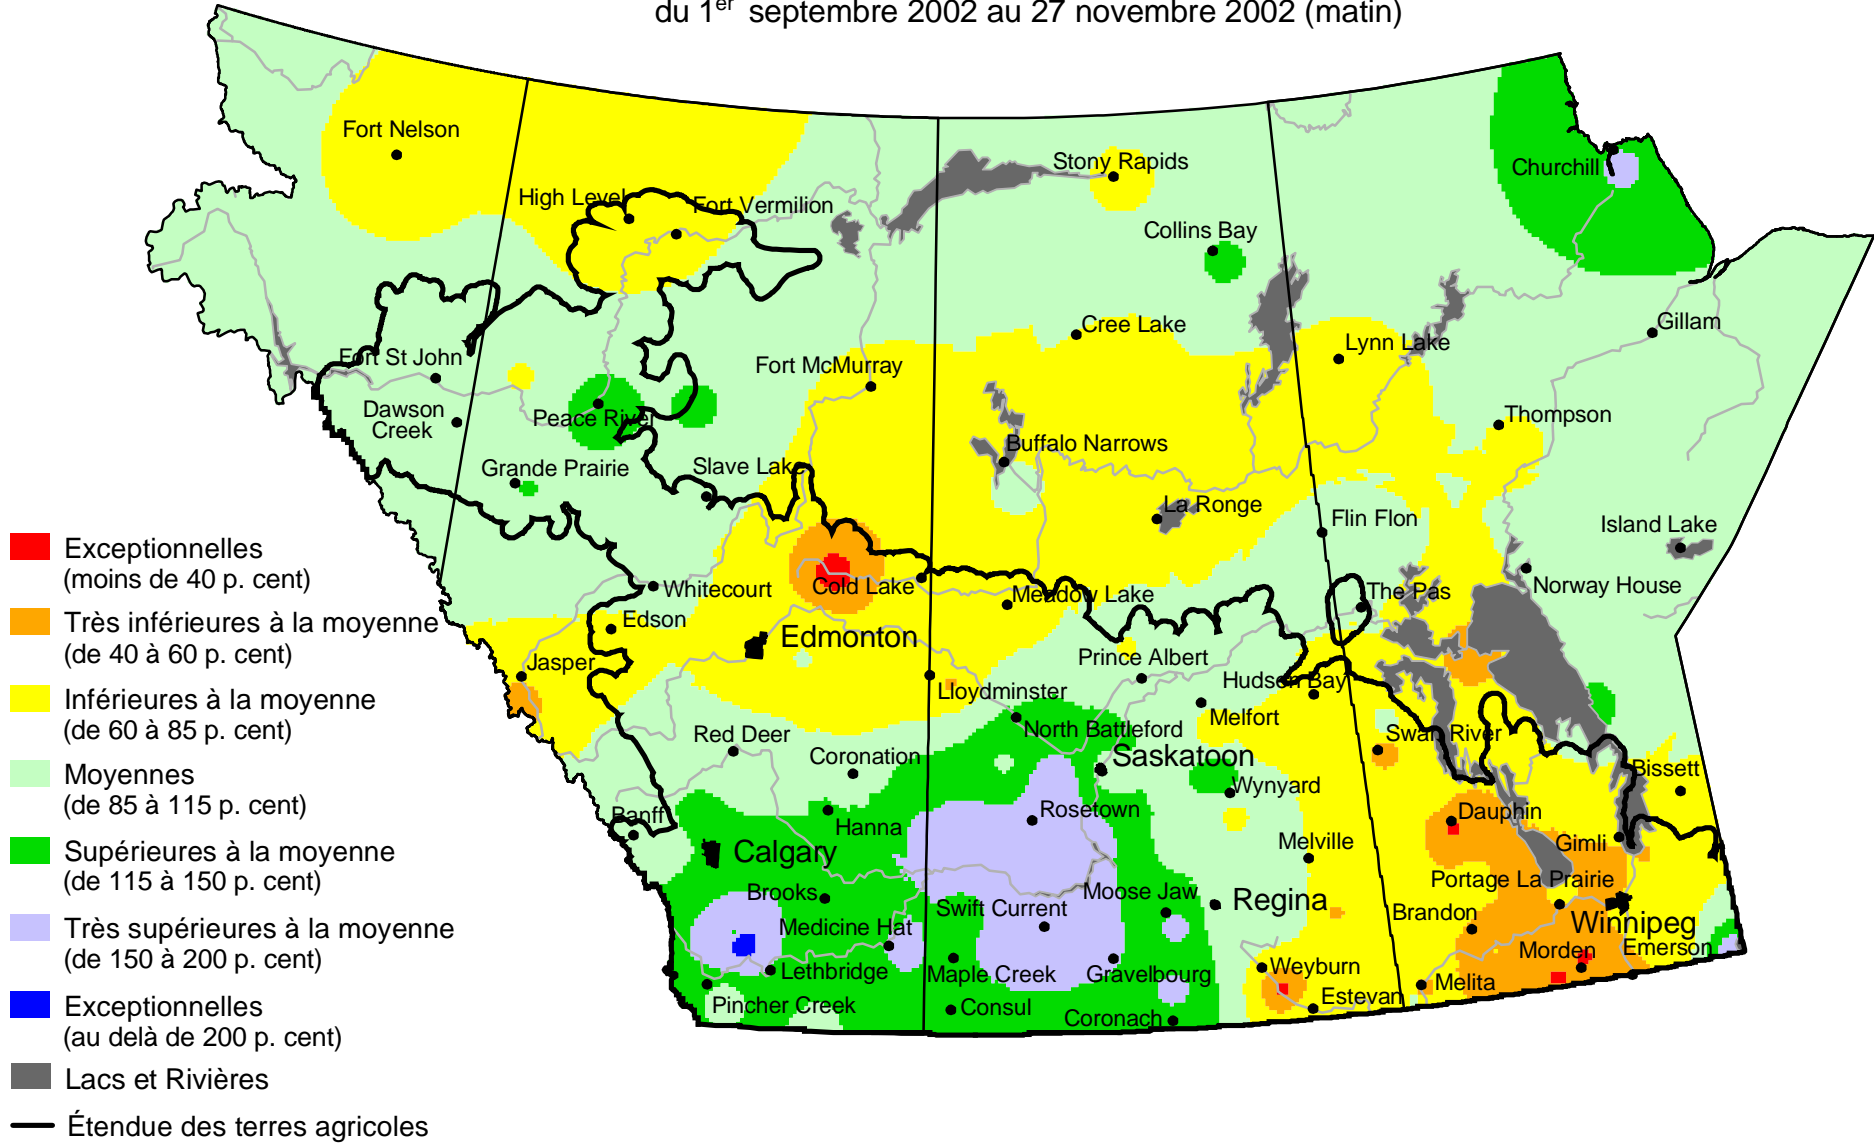 du 1er septembre 2002 au 27 novembre 2002 (matin)
Fort Nelson
Stony Rapids
Churchill
High Level
Fort Vermilion
Collins Bay
Gillam
Cree Lake
Lynn Lake
Fort St John
Fort McMurray
Dawson
Creek
Peace River
Thompson
Buffalo Narrows
Grande Prairie
Slave Lake
La Ronge
Flin Flon
Island Lake
Whitecourt
Cold Lake
Meadow Lake
The Pas
Norway House
Edson
Edmonton
Jasper
Prince Albert
Hudson Bay
Lloydminster
Melfort
North Battleford
Red Deer
Swan River
Coronation
Saskatoon
Bissett
Wynyard
Banff
Hanna
Rosetown
Dauphin
Calgary
Melville
Gimli
Brooks
Moose Jaw
Portage La Prairie
Swift Current
Regina
Brandon
Medicine Hat
Winnipeg
Morden
Emerson
Lethbridge
Maple Creek
Gravelbourg
Weyburn
Melita
Pincher Creek
Consul
Estevan
Coronach
Exceptionnelles
(moins de 40 p. cent)
Très inférieures à la moyenne
(de 40 à 60 p. cent)
Inférieures à la moyenne
(de 60 à 85 p. cent)
Moyennes
(de 85 à 115 p. cent)
Supérieures à la moyenne
(de 115 à 150 p. cent)
Très supérieures à la moyenne
(de 150 à 200 p. cent)
Exceptionnelles
(au delà de 200 p. cent)
Lacs et Rivières
Étendue des terres agricoles